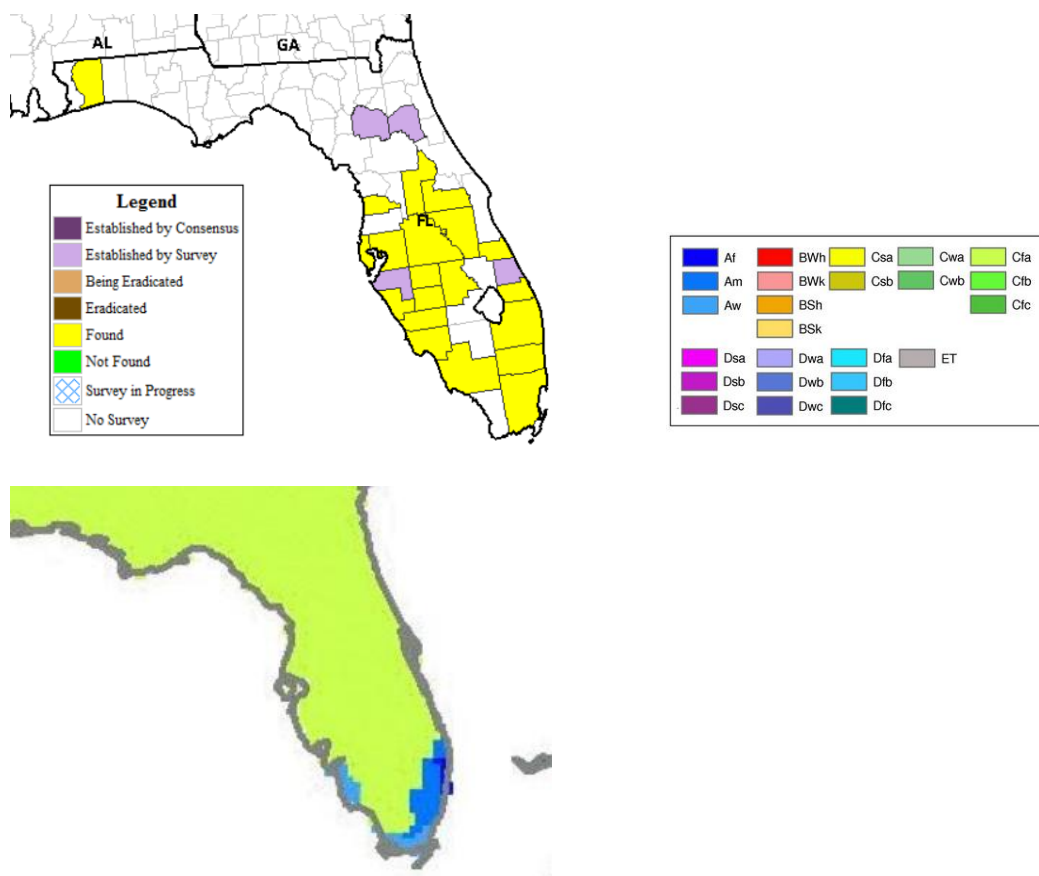 AL
GA
FL
Legend
Established by Consensus
Established by Survey
Being Eradicated
Eradicated
Found
Not Found
Survey in Progress
No Survey
Af BWh Csa Cwa Cfa
Am BWk Csb Cwb Cfb
Aw BSh Cfc
BSk
Dsa Dwa Dfa ET
Dsb Dwb Dfb
Dsc Dwc Dfc